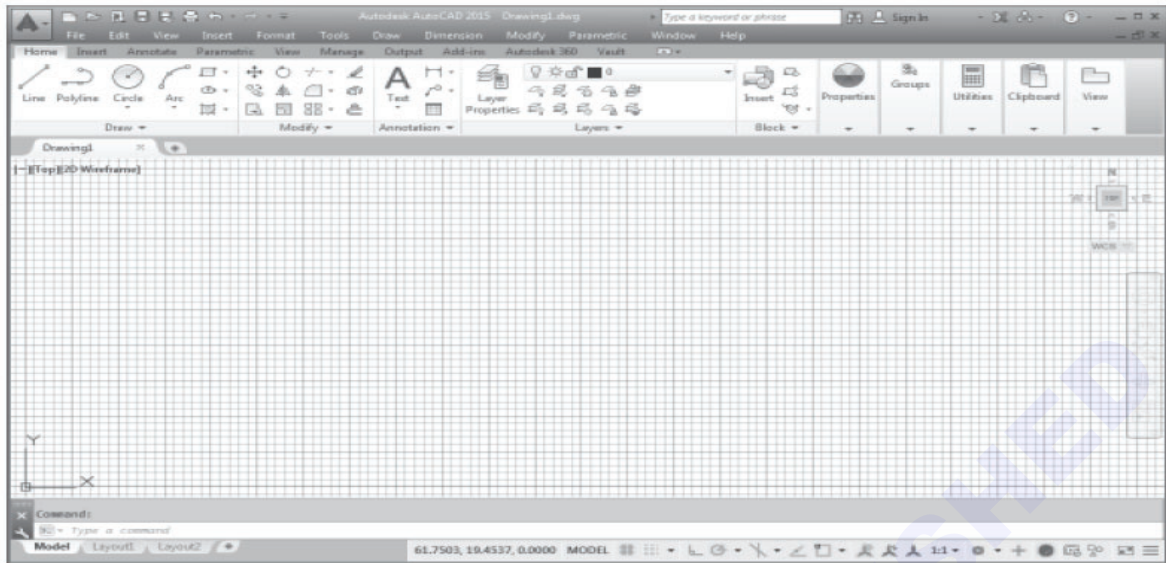 Autodesk AutoCAD 2015 Drawing1.dwg Type a keyword or phrase Sign In
File Edit View Insert Format Tools Draw Dimension Modify Parametric Window Help
Home Insert Annotate Parametric View Manage Output Add-ins Autodesk 360 Vault
0
Line Polyline Circle Arc Text Layer Properties Insert Properties Groups Utilities Clipboard View
Draw Modify Annotation Layers Block
Drawing1
[-][Top][2D Wireframe]
N
W TOP E
S
WCS
Y
X
SHED
Command:
Type a command
Model Layout1 Layout2 61.7503, 19.4537, 0.0000 MODEL 1:1